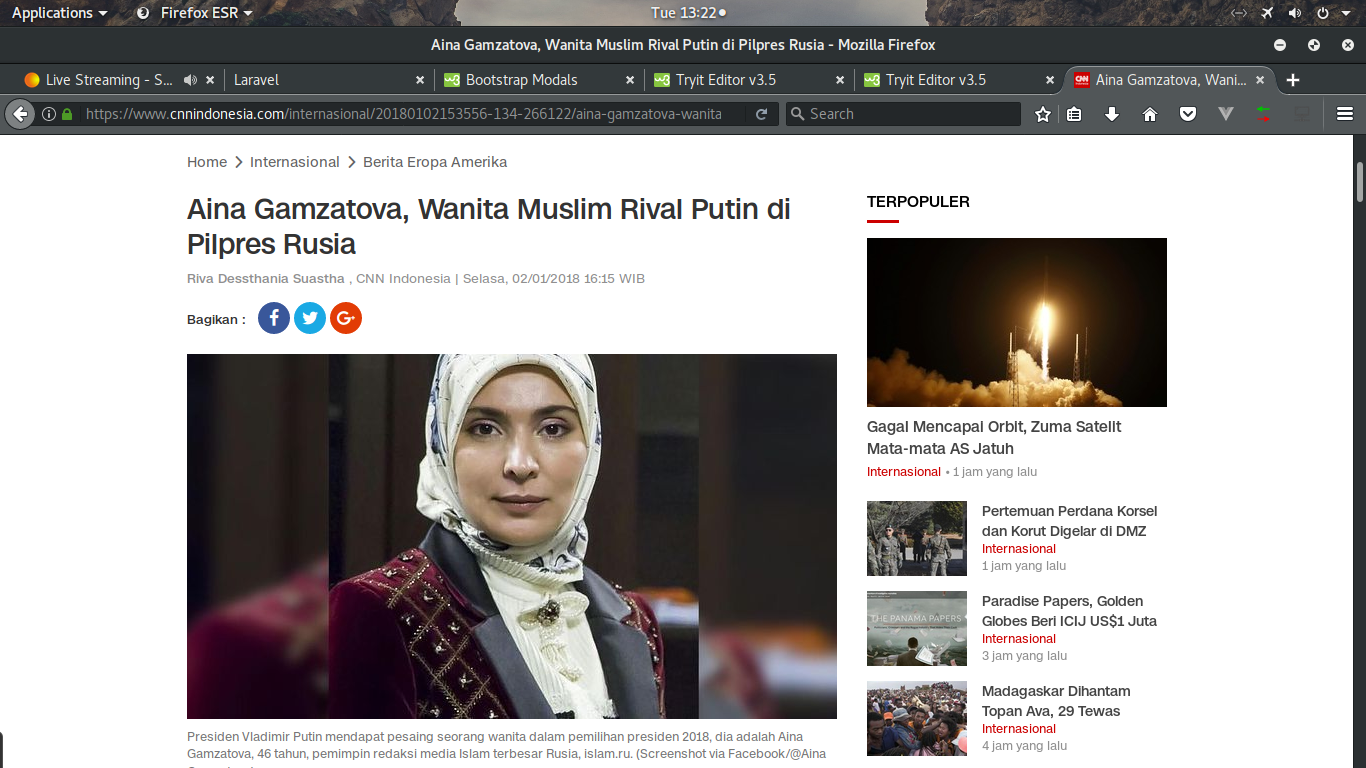 Applications
Firefox ESR
Tue 13:22
Aina Gamzatova, Wanita Muslim Rival Putin di Pilpres Rusia - Mozilla Firefox
Live Streaming - S...
Laravel
Bootstrap Modals
Tryit Editor v3.5
Tryit Editor v3.5
CNN
Aina Gamzatova, Wani...
https://www.cnnindonesia.com/internasional/20180102153556-134-266122/aina-gamzatova-wanita
Search
Home > Internasional > Berita Eropa Amerika
Aina Gamzatova, Wanita Muslim Rival Putin di
Pilpres Rusia
Riva Dessthania Suastha , CNN Indonesia | Selasa, 02/01/2018 16:15 WIB
Bagikan :
Presiden Vladimir Putin mendapat pesaing seorang wanita dalam pemilihan presiden 2018, dia adalah Aina
Gamzatova, 46 tahun, pemimpin redaksi media Islam terbesar Rusia, islam.ru. (Screenshot via Facebook/@Aina
TERPOPULER
Gagal Mencapai Orbit, Zuma Satelit
Mata-mata AS Jatuh
Internasional • 1 jam yang lalu
Pertemuan Perdana Korsel
dan Korut Digelar di DMZ
Internasional
1 jam yang lalu
THE PANAMA PAPERS
Paradise Papers, Golden
Globes Beri ICIJ US$1 Juta
Internasional
3 jam yang lalu
Madagaskar Dihantam
Topan Ava, 29 Tewas
Internasional
4 jam yang lalu